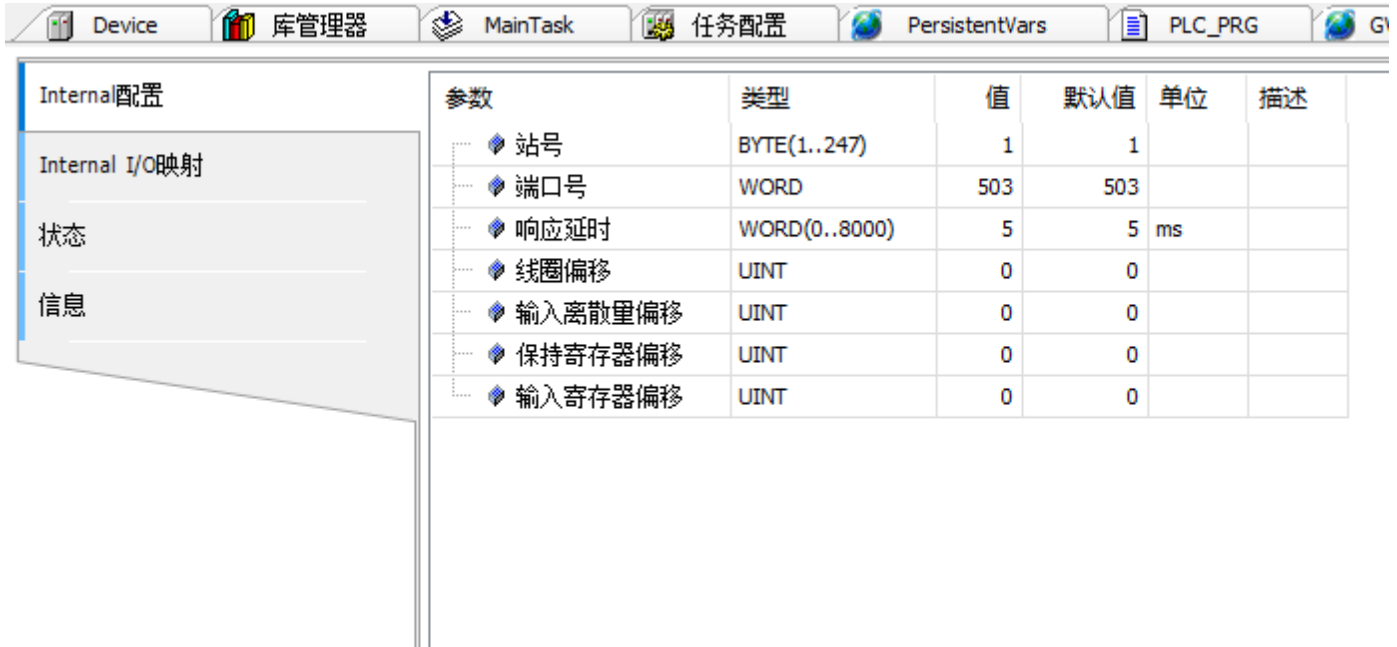 Device 库管理器 MainTask 任务配置 PersistentVars PLC_PRG
Internal配置
Internal I/O映射
状态
信息
参数 类型 值 默认值 单位 描述
站号 BYTE(1..247) 1 1
端口号 WORD 503 503
响应延时 WORD(0..8000) 5 5 ms
线圈偏移 UINT 0 0
输入离散量偏移 UINT 0 0
保持寄存器偏移 UINT 0 0
输入寄存器偏移 UINT 0 0